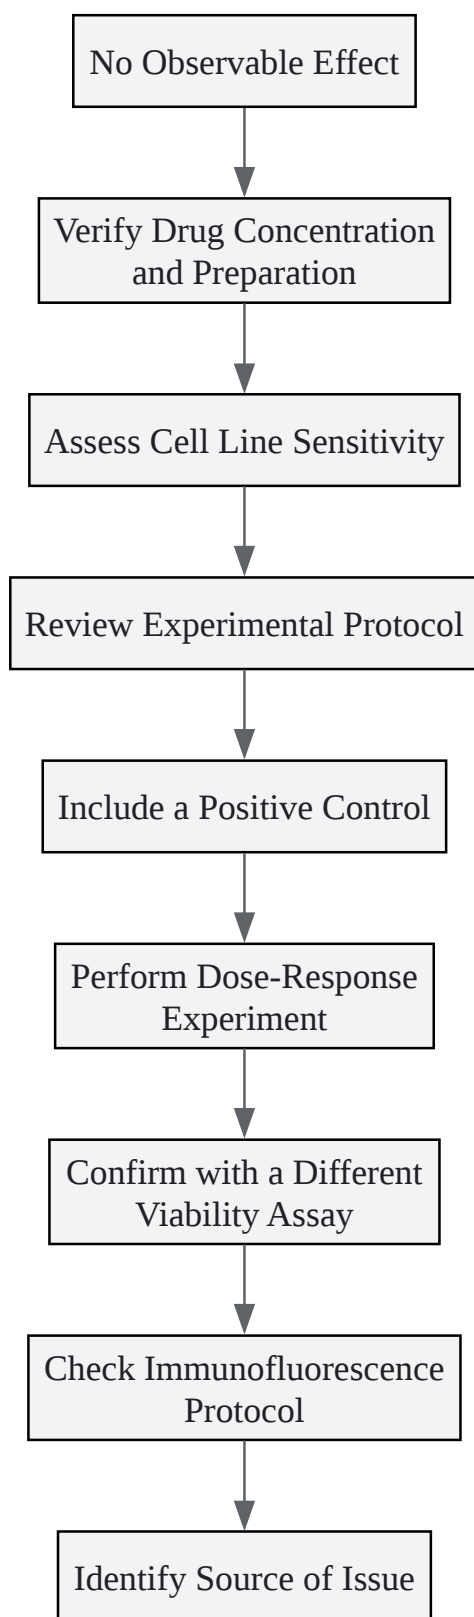 No Observable Effect
Verify Drug Concentration
and Preparation
Assess Cell Line Sensitivity
Review Experimental Protocol
Include a Positive Control
Perform Dose-Response
Experiment
Confirm with a Different
Viability Assay
Check Immunofluorescence
Protocol
Identify Source of Issue